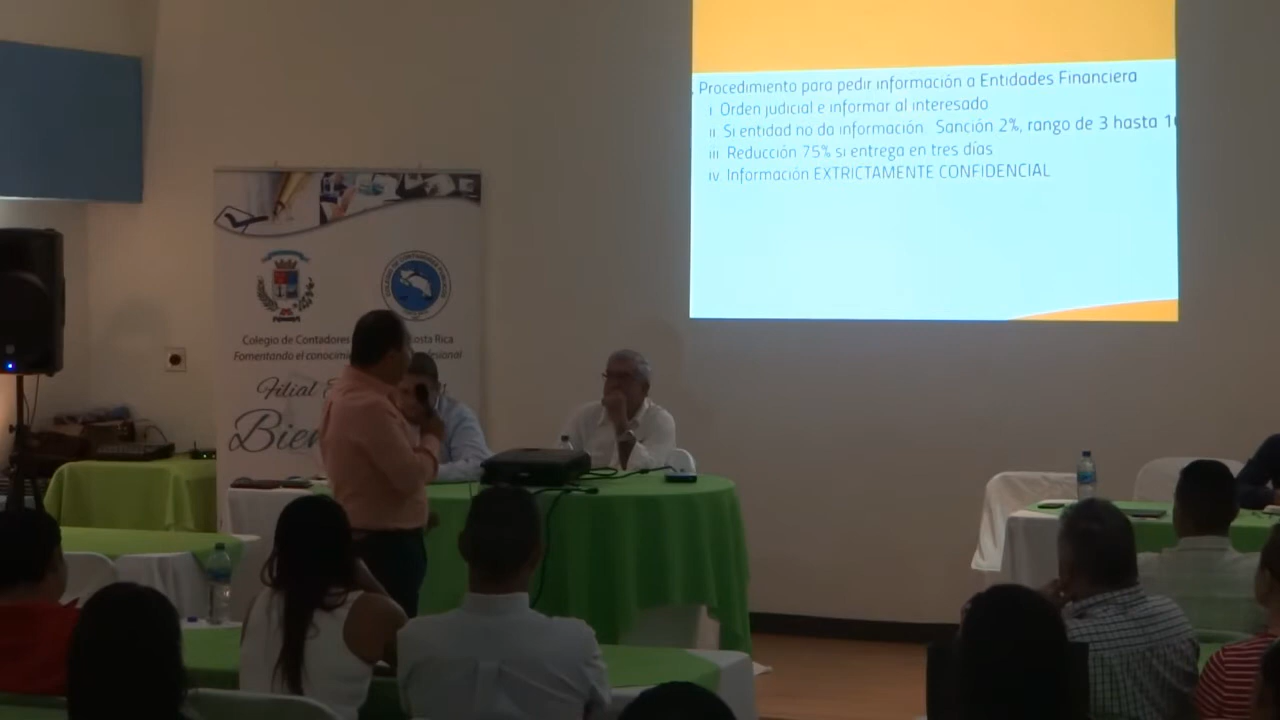 Procedimiento para pedir información a Entidades Financiera
i Orden judicial e informar al interesado
ii Si entidad no da información Sanción 2%, rango de 3 hasta
iii Reducción 75% si entrega en tres días
iv. Información EXTRICTAMENTE CONFIDENCIAL
Colegio de Contadores osta Rica
Fomentando el
Filial
Bien